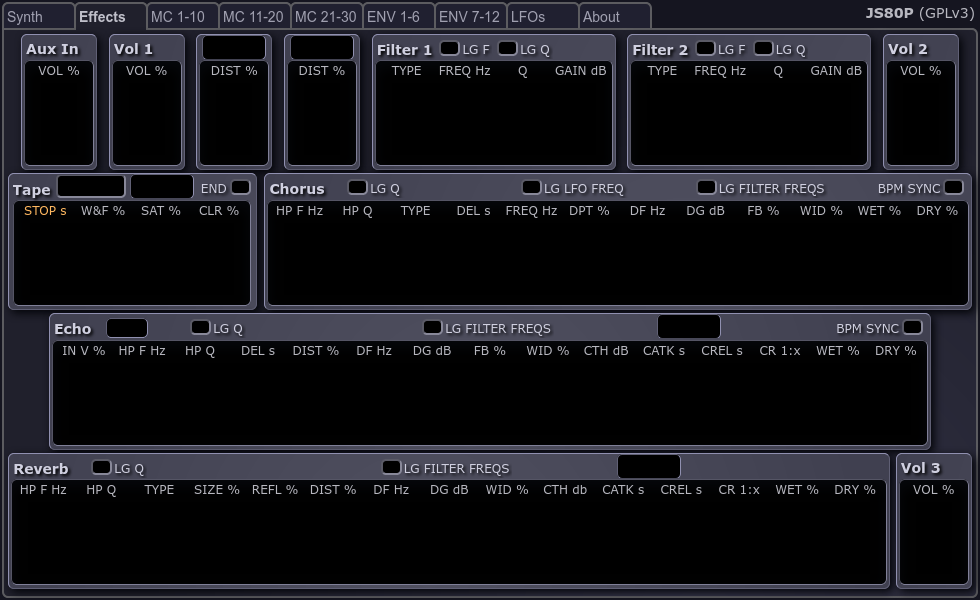 Synth Effects MC 1-10 MC 11-20 MC 21-30 ENV 1-6 ENV 7-12 LFOs About JS80P (GPLv3)
Aux In Vol 1 Filter 1 LG F LG Q Filter 2 LG F LG Q Vol 2
VOL % VOL % DIST % DIST % TYPE FREQ Hz Q GAIN dB TYPE FREQ Hz Q GAIN dB VOL %
Tape END Chorus LG Q LG LFO FREQ LG FILTER FREQS BPM SYNC
STOP s W&F % SAT % CLR % HP F Hz HP Q TYPE DEL s FREQ Hz DPT % DF Hz DG dB FB % WID % WET % DRY %
Echo LG Q LG FILTER FREQS BPM SYNC
IN V % HP F Hz HP Q DEL s DIST % DF Hz DG dB FB % WID % CTH dB CATK s CREL s CR 1:x WET % DRY %
Reverb LG Q LG FILTER FREQS Vol 3
HP F Hz HP Q TYPE SIZE % REFL % DIST % DF Hz DG dB WID % CTH db CATK s CREL s CR 1:x WET % DRY % VOL %